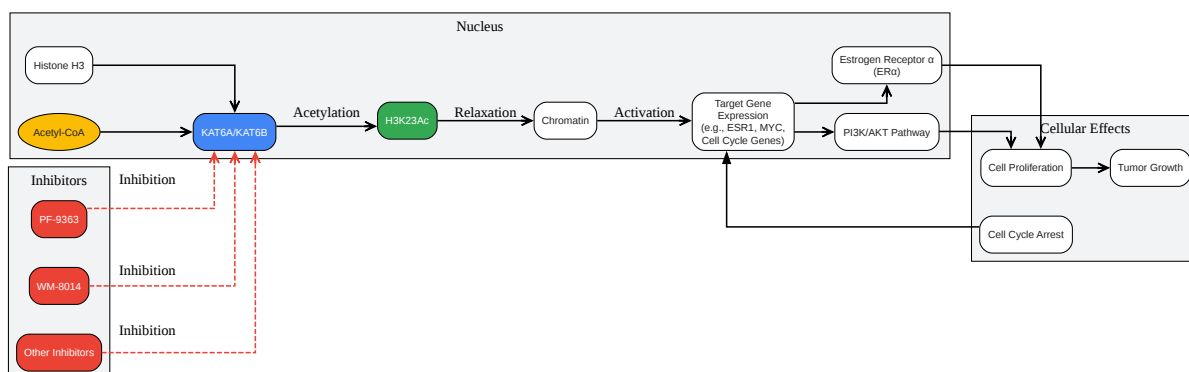 Nucleus
Histone H3
Estrogen Receptor α
(ERα)
Acetyl-CoA
KAT6A/KAT6B
Acetylation
H3K23Ac
Relaxation
Chromatin
Activation
Target Gene
Expression
(e.g., ESR1, MYC,
Cell Cycle Genes)
PI3K/AKT Pathway
Cellular Effects
Cell Proliferation
Tumor Growth
Cell Cycle Arrest
Inhibitors
Inhibition
PF-9363
Inhibition
WM-8014
Inhibition
Other Inhibitors